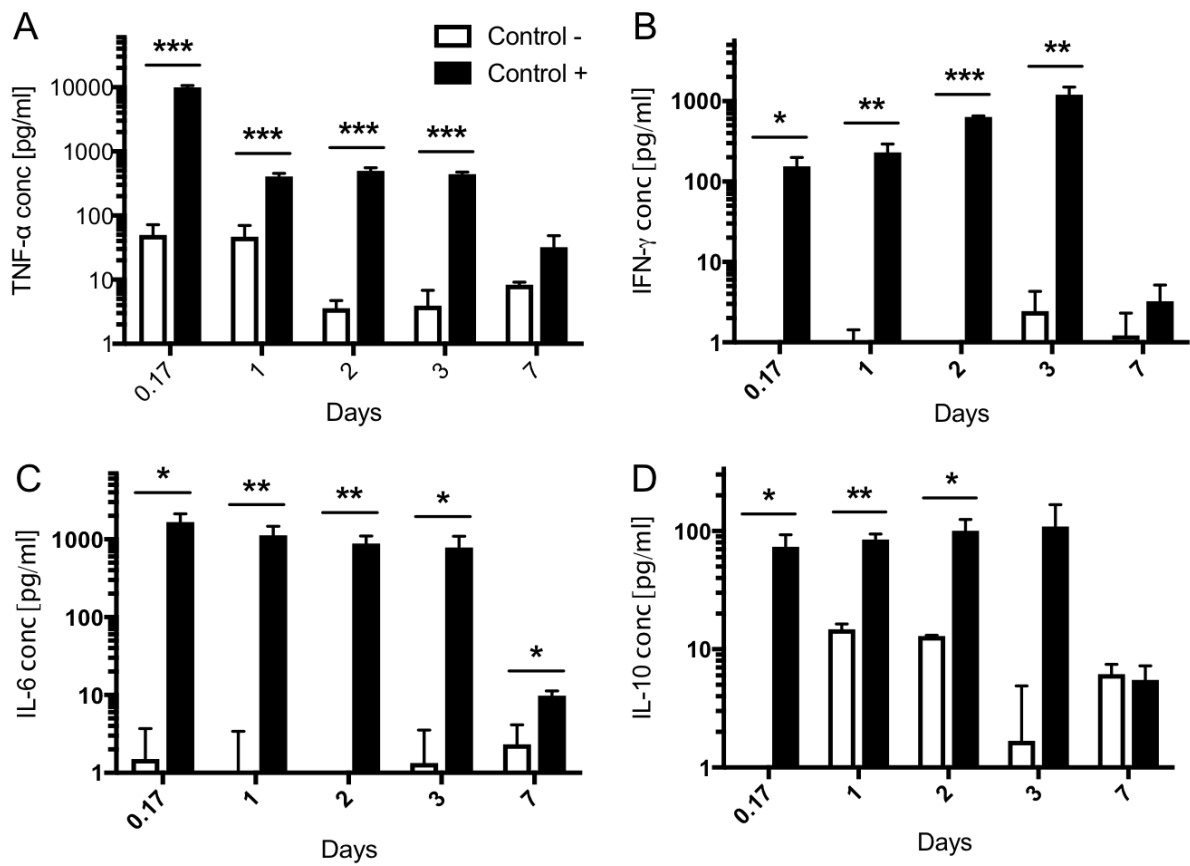 A
Control -
Control +
TNF-α conc [pg/ml]
10000
1000
100
10
1
*** *** *** ***
0.17 1 2 3 7
Days
B
IFN-γ conc [pg/ml]
1000
100
10
1
* ** *** **
0.17 1 2 3 7
Days
C
IL-6 conc [pg/ml]
1000
100
10
1
* ** ** * *
0.17 1 2 3 7
Days
D
IL-10 conc [pg/ml]
100
10
1
* ** *
0.17 1 2 3 7
Days